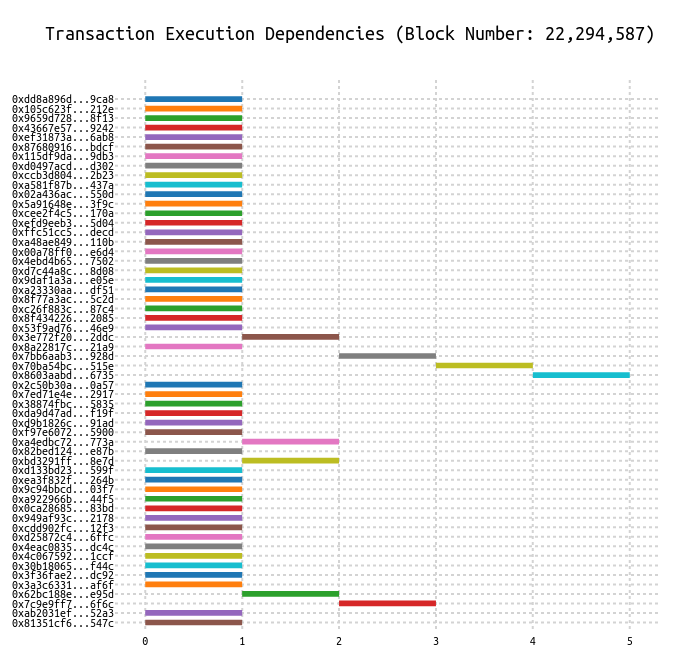 Transaction Execution Dependencies (Block Number: 22,294,587)
0xdd8a896d...9ca8
0x105c623f...212e
0x9659d728...8f13
0x43667e57...9242
0xef31873a...6ab8
0x87680916...bdcf
0x115df9da...9db3
0xd0497acd...d302
0xccb3d804...2b23
0xa581f87b...437a
0x02a436ac...550d
0x5a91648e...3f9c
0xcee2f4c5...170a
0xefd9eeb3...5d04
0xffc51cc5...decd
0xa48ae849...110b
0x00a78ff0...e6d4
0x4ebd4b65...7502
0xd7c44a8c...8d08
0x9daf1a3a...e05e
0xa23330aa...df51
0x8f77a3ac...5c2d
0xc26f883c...87c4
0x8f434226...2085
0x53f9ad76...46e9
0x3e772f20...2ddc
0x8a22817c...21a9
0x7bb6aab3...928d
0x70ba54bc...515e
0x8603aabd...6735
0x2c50b30a...0a57
0x7ed71e4e...2917
0x38874fbc...5835
0xda9d47ad...f19f
0xd9b1826c...91ad
0xf97e6072...5900
0xa4edbc72...773a
0x82bed124...e87b
0xbd3291ff...8e7d
0xd133bd23...599f
0xea3f832f...264b
0x9c94bbcd...03f7
0xa922966b...44f5
0x0ca28685...83bd
0x949af93c...2178
0xcdd902fc...12f3
0xd25872c4...6ffc
0x4eac0835...dc4c
0x4c067592...1ccf
0x30b18065...f44c
0x3f36fae2...dc92
0x3a3c6331...af6f
0x62bc188e...e95d
0x7c9e9ff7...6f6c
0xab2031ef...52a3
0x81351cf6...547c
0 1 2 3 4 5